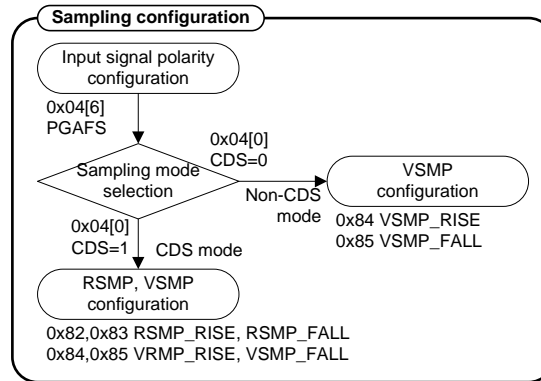 Sampling configuration
Input signal polarity
configuration
0x04[6]
PGAFS
0x04[0]
CDS=0
Sampling mode
selection
Non-CDS
mode
VSMP
configuration
0x84 VSMP_RISE
0x85 VSMP_FALL
0x04[0]
CDS=1
CDS mode
RSMP, VSMP
configuration
0x82,0x83 RSMP_RISE, RSMP_FALL
0x84,0x85 VRMP_RISE, VSMP_FALL